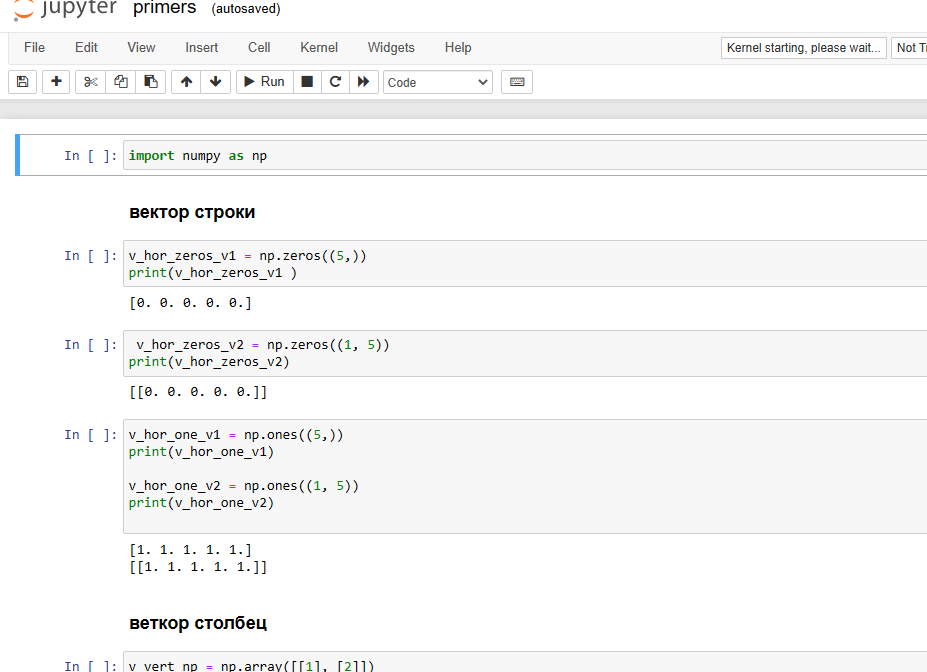 jupyter primers (autosaved)
File Edit View Insert Cell Kernel Widgets Help Kernel starting, please wait... Not
Run Code
In [ ]: import numpy as np
вектор строки
In [ ]: v_hor_zeros_v1 = np.zeros((5,))
print(v_hor_zeros_v1 )
[0. 0. 0. 0. 0.]
In [ ]:  v_hor_zeros_v2 = np.zeros((1, 5))
print(v_hor_zeros_v2)
[[0. 0. 0. 0. 0.]]
In [ ]: v_hor_one_v1 = np.ones((5,))
print(v_hor_one_v1)
v_hor_one_v2 = np.ones((1, 5))
print(v_hor_one_v2)
[1. 1. 1. 1. 1.]
[[1. 1. 1. 1. 1.]]
веткор столбец
In [ ]: v_vert_np = np.array([[1], [2]])